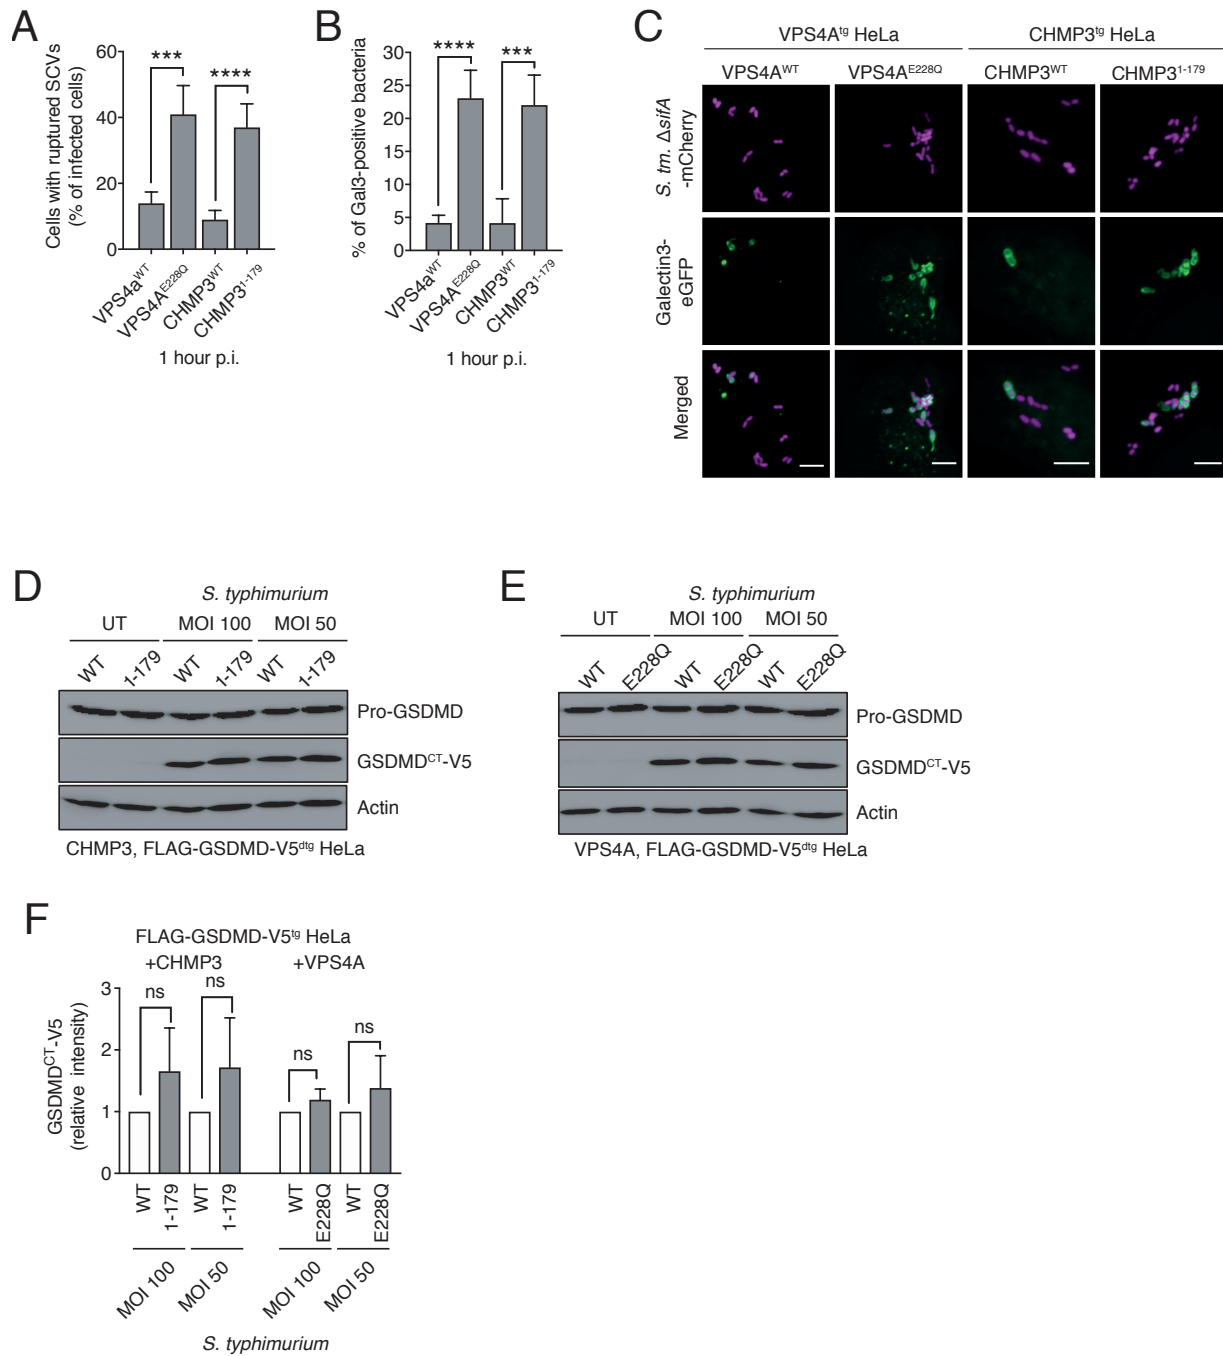 A
Cells with ruptured SCVs
(% of infected cells)
60
40
20
0
***
****
VPS4a^WT
VPS4A^E228Q
CHMP3^WT
CHMP3^1-179
1 hour p.i.
B
% of Gal3-positive bacteria
30
25
20
15
10
5
0
****
***
VPS4a^WT
VPS4A^E228Q
CHMP3^WT
CHMP3^1-179
1 hour p.i.
C
VPS4A^tg HeLa
CHMP3^tg HeLa
VPS4A^WT
VPS4A^E228Q
CHMP3^WT
CHMP3^1-179
S. tm. ΔsifA
-mCherry
Galectin3-
eGFP
Merged
D
S. typhimurium
UT
MOI 100
MOI 50
WT
1-179
WT
1-179
WT
1-179
Pro-GSDMD
GSDMD^CT-V5
Actin
CHMP3, FLAG-GSDMD-V5^dtg HeLa
E
S. typhimurium
UT
MOI 100
MOI 50
WT
E228Q
WT
E228Q
WT
E228Q
Pro-GSDMD
GSDMD^CT-V5
Actin
VPS4A, FLAG-GSDMD-V5^dtg HeLa
F
FLAG-GSDMD-V5^tg HeLa
+CHMP3
+VPS4A
GSDMD^CT-V5
(relative intensity)
3
2
1
0
ns
ns
ns
ns
WT
1-179
WT
1-179
WT
E228Q
WT
E228Q
MOI 100
MOI 50
MOI 100
MOI 50
S. typhimurium